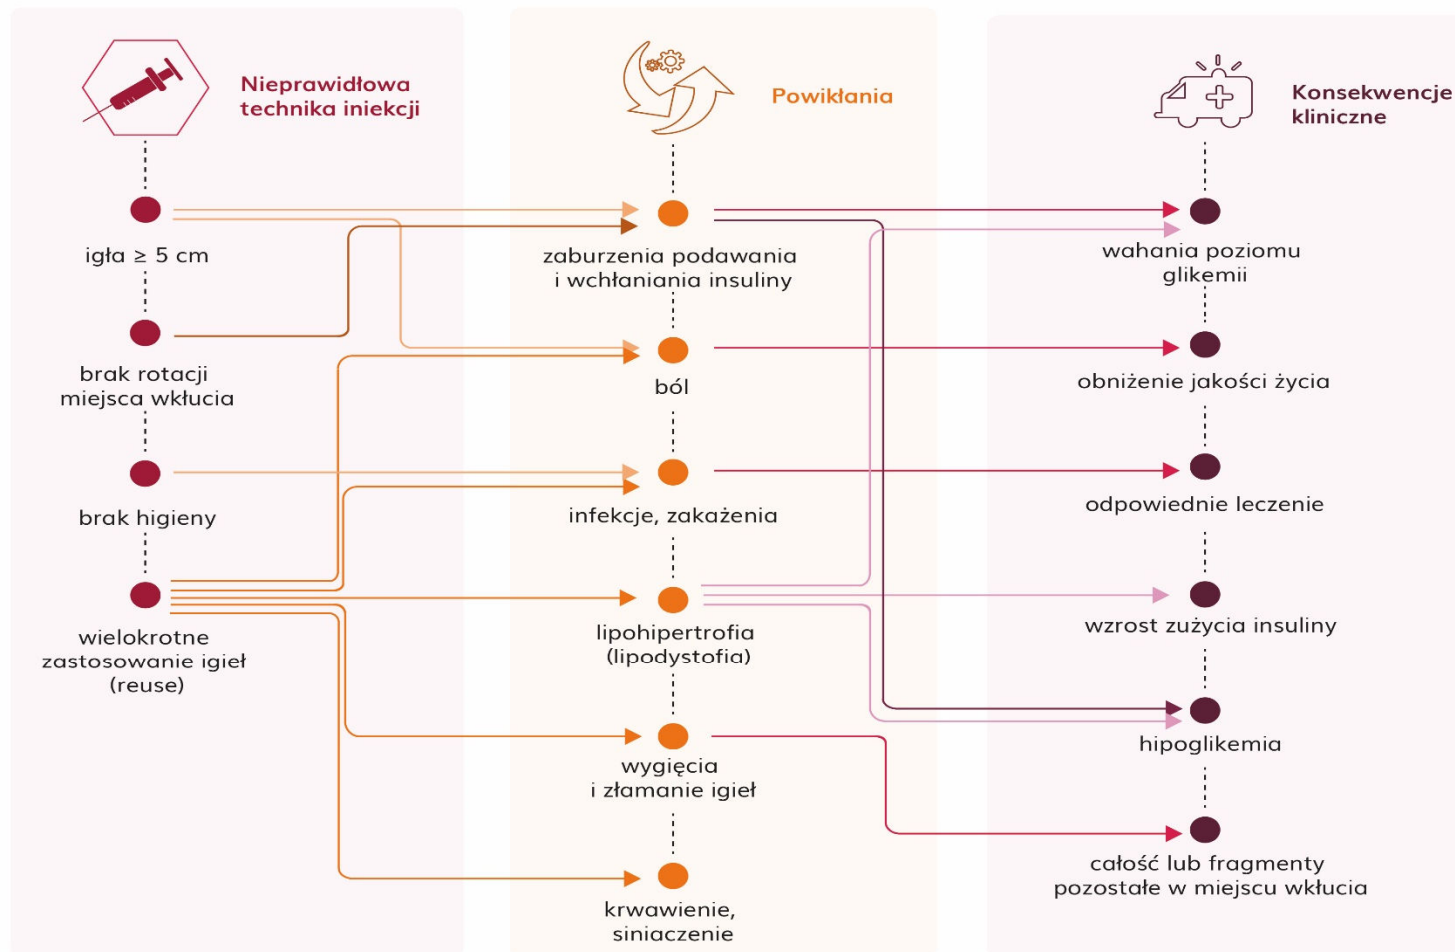 Nieprawidłowa
technika iniekcji
igła ≥ 5 cm
brak rotacji
miejsca wkłucia
brak higieny
wielokrotne
zastosowanie igieł
(reuse)
Powikłania
zaburzenia podawania
i wchłaniania insuliny
ból
infekcje, zakażenia
lipohipertrofia
(lipodystofia)
wygięcia
i złamanie igieł
krwawienie,
siniaczenie
Konsekwencje
kliniczne
wahania poziomu
glikemii
obniżenie jakości życia
odpowiednie leczenie
wzrost zużycia insuliny
hipoglikemia
całość lub fragmenty
pozostałe w miejscu wkłucia